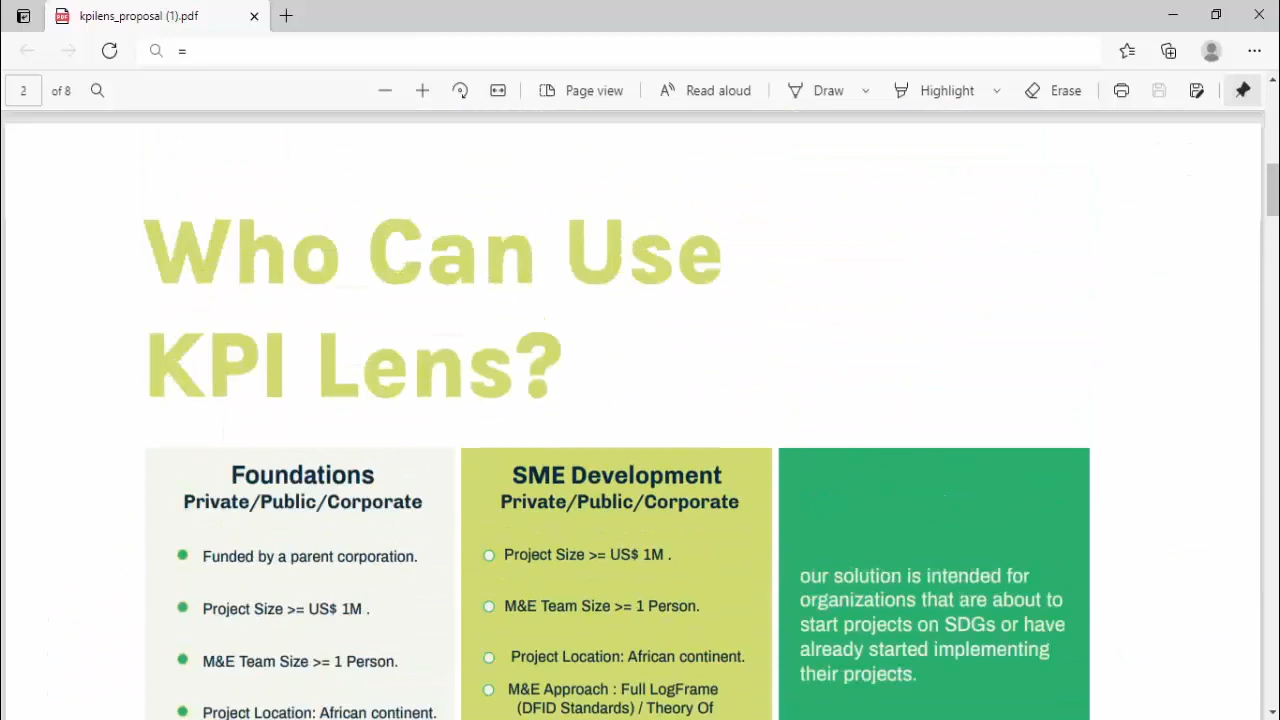 kpilens_proposal (1).pdf
=
2 of 8
Page view
Read aloud
Draw
Highlight
Erase
Who Can Use
KPI Lens?
Foundations
Private/Public/Corporate
Funded by a parent corporation.
Project Size >= US$ 1M .
M&E Team Size >= 1 Person.
Project Location: African continent.
SME Development
Private/Public/Corporate
Project Size >= US$ 1M .
M&E Team Size >= 1 Person.
Project Location: African continent.
M&E Approach : Full LogFrame
(DFID Standards) / Theory Of
our solution is intended for
organizations that are about to
start projects on SDGs or have
already started implementing
their projects.